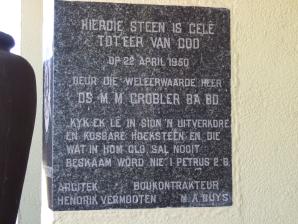 HIERDIE STEEN IS GELÊ
TOT EER VAN GOD
OP 22 APRIL 1950
DEUR DIE WELEERWAARDE HEER
DS. M M GROBLER BA BD
KYK EK LÊ IN SION 'N UITVERKORE
EN KOSBARE HOEKSTEEN EN DIE
WAT IN HOM GLO, SAL NOOIT
BESKAAM WORD NIE 1 PETRUS 2:6
ARGITEK BOUKONTRAKTEUR
HENDRIK VERMOOTEN M. A BUYS